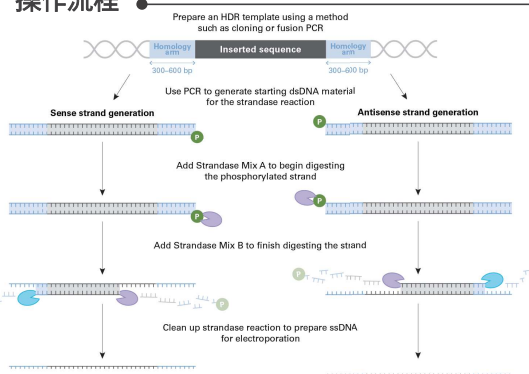 操作流程
Prepare an HDR template using a method
such as cloning or fusion PCR
Homology
arm
Inserted sequence
Homology
arm
300–600 bp
300–600 bp
Use PCR to generate starting dsDNA material
for the strandase reaction
Sense strand generation
Antisense strand generation
P
P
Add Strandase Mix A to begin digesting
the phosphorylated strand
P
P
Add Strandase Mix B to finish digesting the strand
P
P
Clean up strandase reaction to prepare ssDNA
for electroporation